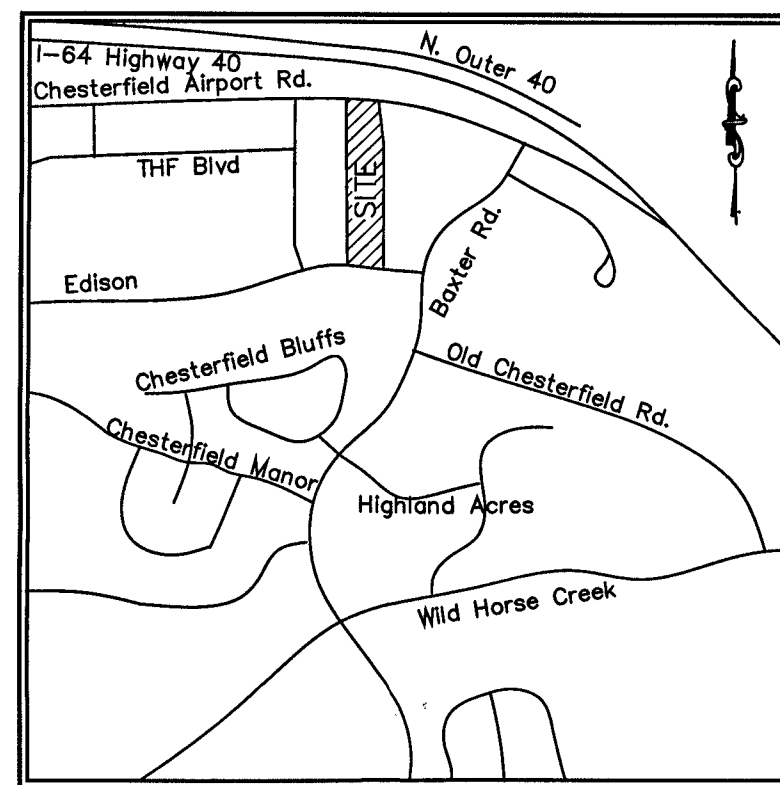 N. Outer 40
I-64 Highway 40
Chesterfield Airport Rd.
THF Blvd
SITE
Baxter Rd.
Edison
Chesterfield Bluffs
Old Chesterfield Rd.
Chesterfield Manor
Highland Acres
Wild Horse Creek